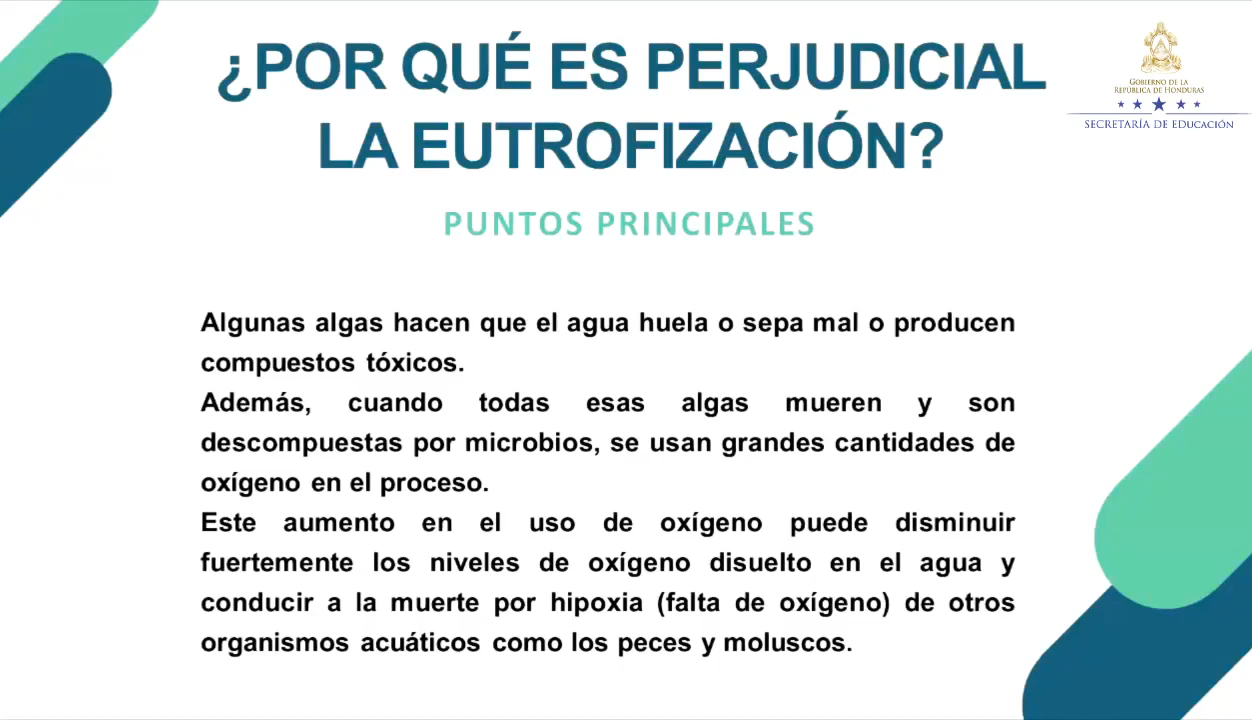 ¿POR QUÉ ES PERJUDICIAL
LA EUTROFIZACIÓN?
GOBIERNO DE LA
REPÚBLICA DE HONDURAS
SECRETARÍA DE EDUCACIÓN
PUNTOS PRINCIPALES
Algunas algas hacen que el agua huela o sepa mal o producen
compuestos tóxicos.
Además, cuando todas esas algas mueren y son
descompuestas por microbios, se usan grandes cantidades de
oxígeno en el proceso.
Este aumento en el uso de oxígeno puede disminuir
fuertemente los niveles de oxígeno disuelto en el agua y
conducir a la muerte por hipoxia (falta de oxígeno) de otros
organismos acuáticos como los peces y moluscos.